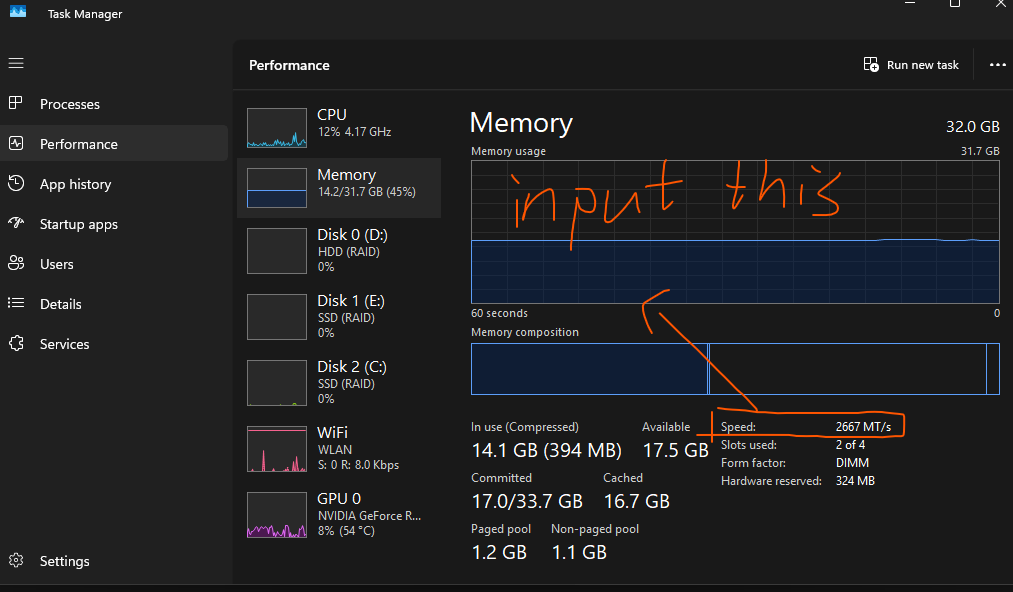 Task Manager
Performance
Run new task
Processes
Performance
App history
Startup apps
Users
Details
Services
Settings
CPU
12% 4.17 GHz
Memory
14.2/31.7 GB (45%)
Disk 0 (D:)
HDD (RAID)
0%
Disk 1 (E:)
SSD (RAID)
0%
Disk 2 (C:)
SSD (RAID)
0%
WiFi
WLAN
S: 0 R: 8.0 Kbps
GPU 0
NVIDIA GeForce R...
8% (54 °C)
Memory
32.0 GB
Memory usage
31.7 GB
input this
60 seconds
0
Memory composition
In use (Compressed)
14.1 GB (394 MB)
Available
17.5 GB
Committed
17.0/33.7 GB
Cached
16.7 GB
Paged pool
1.2 GB
Non-paged pool
1.1 GB
Speed: 2667 MT/s
Slots used: 2 of 4
Form factor: DIMM
Hardware reserved: 324 MB